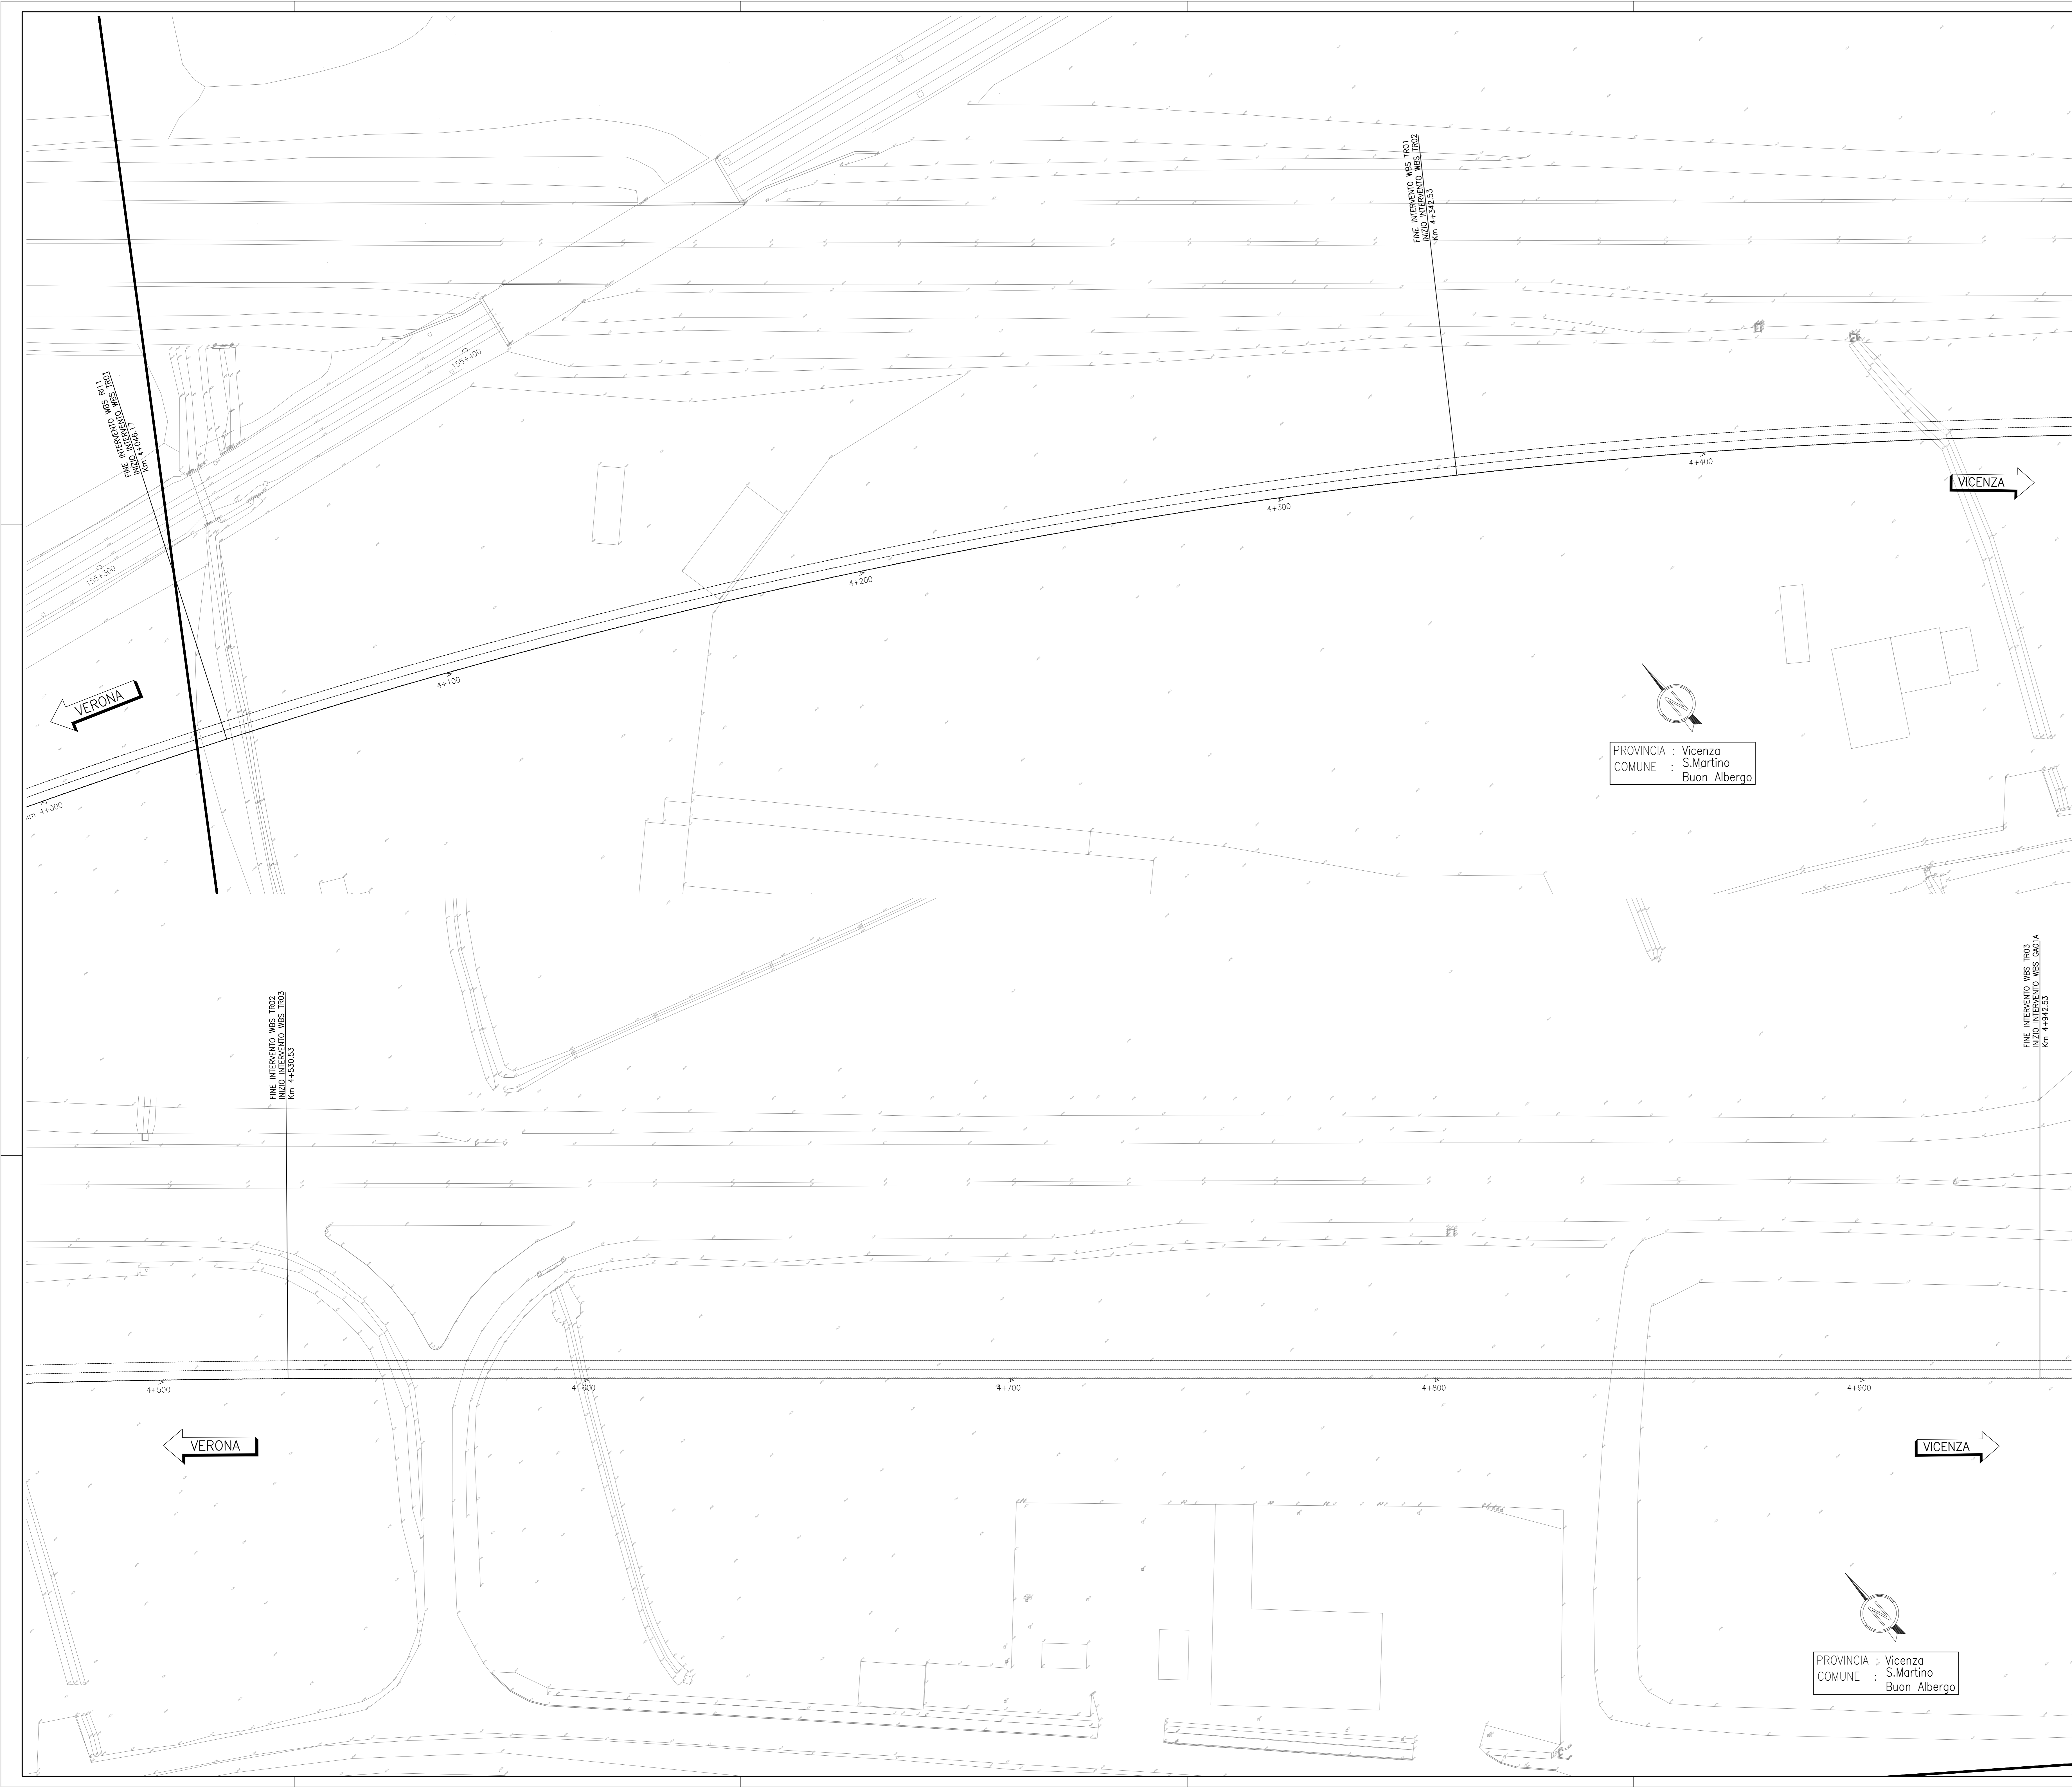 FINE INTERVENTO WBS TR01
INIZIO INTERVENTO WBS TR02
Km 4+342.53
155+400
FINE INTERVENTO WBS RI11
INIZIO INTERVENTO WBS TR01
Km 4+046.17
155+300
4+400
VICENZA
4+300
4+200
4+100
VERONA
PROVINCIA : Vicenza
COMUNE : S.Martino
Buon Albergo
km 4+000
FINE INTERVENTO WBS TR02
INIZIO INTERVENTO WBS TR03
Km 4+530.53
FINE INTERVENTO WBS TR03
INIZIO INTERVENTO WBS GA01A
Km 4+942.53
4+500
4+600
4+700
4+800
4+900
VERONA
VICENZA
PROVINCIA : Vicenza
COMUNE : S.Martino
Buon Albergo